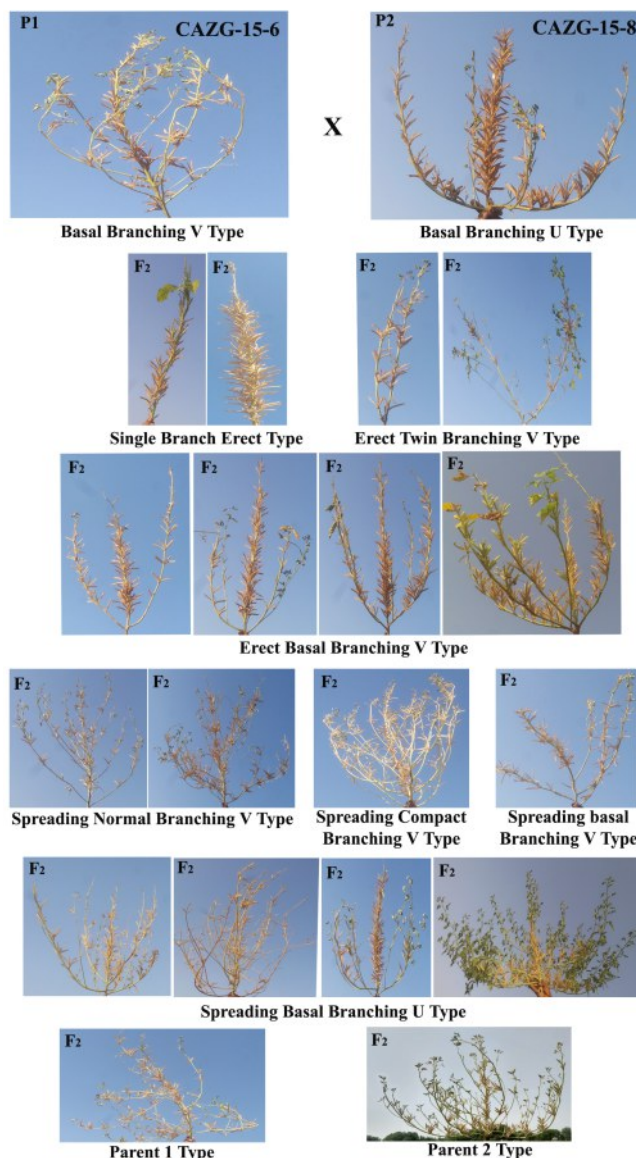 P1 CAZG-15-6
P2 CAZG-15-8
X
Basal Branching V Type
Basal Branching U Type
F2 F2 F2 F2
Single Branch Erect Type
Erect Twin Branching V Type
F2 F2 F2 F2
Erect Basal Branching V Type
F2 F2 F2 F2
Spreading Normal Branching V Type
Spreading Compact
Branching V Type
Spreading basal
Branching V Type
F2 F2 F2 F2
Spreading Basal Branching U Type
F2 F2
Parent 1 Type
Parent 2 Type